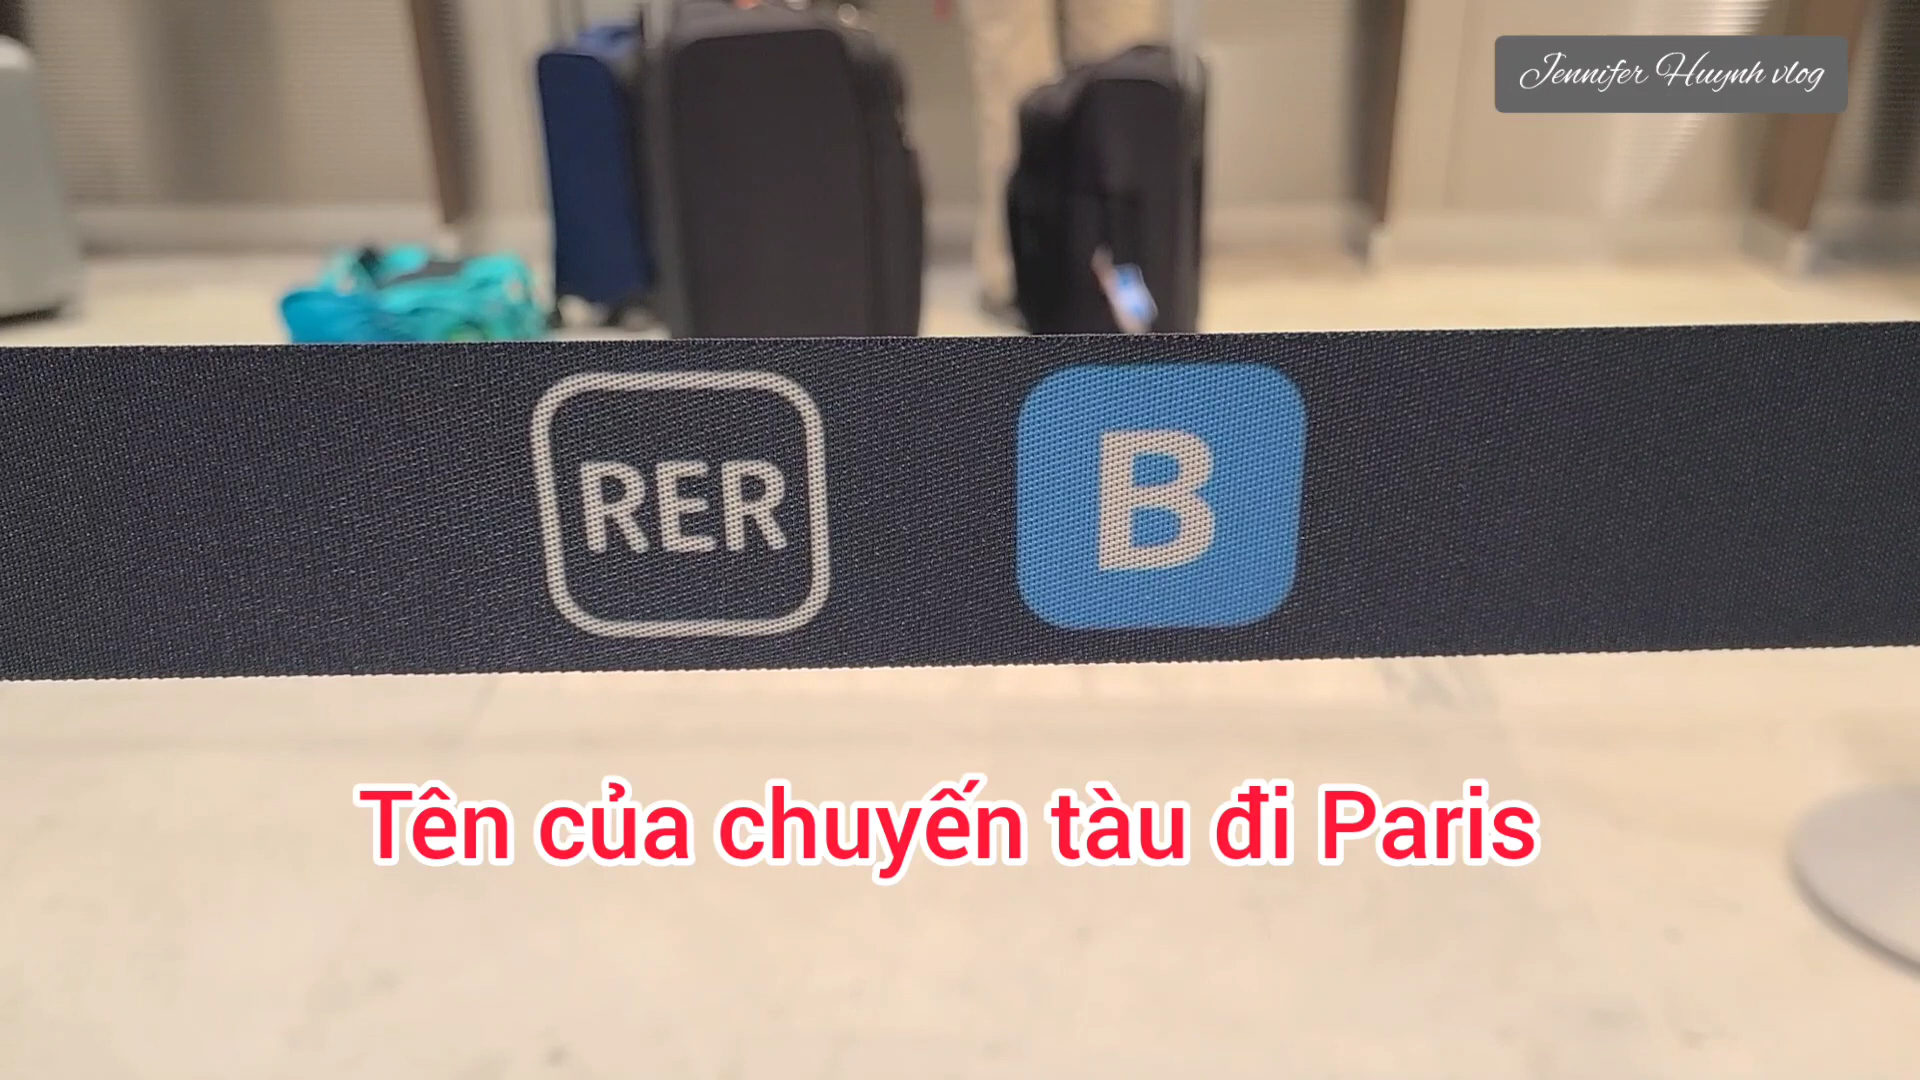 Jennifer Huynh vlog
RER B
Tên của chuyến tàu đi Paris